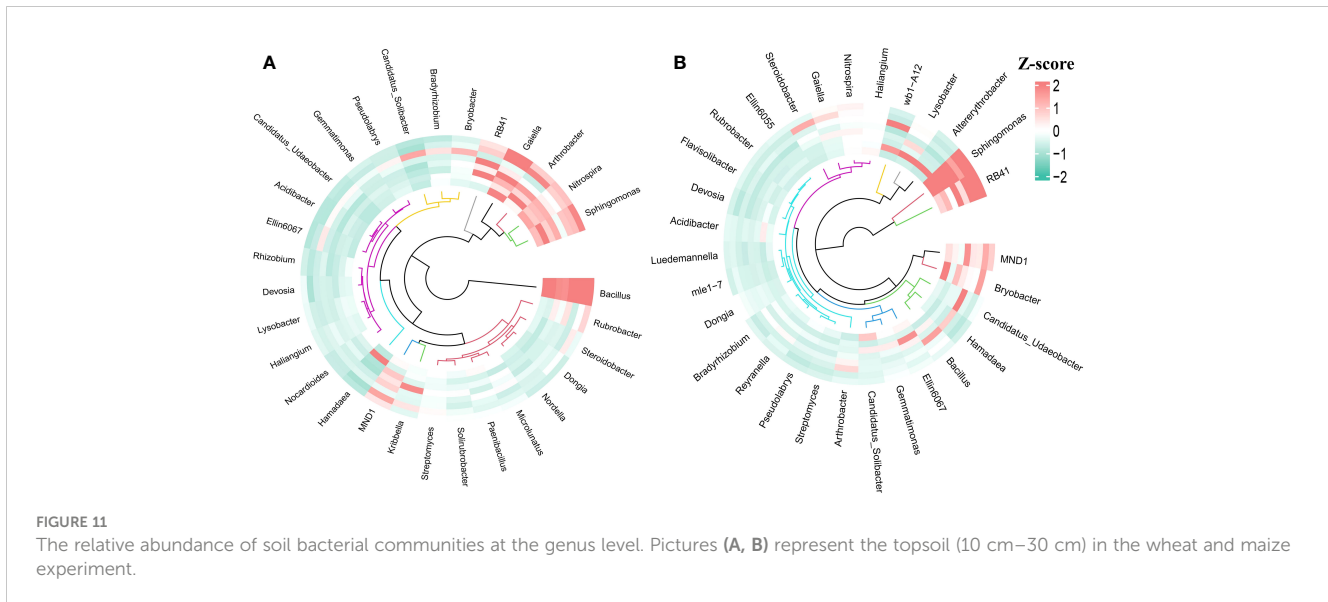 A
Candidatus_Udaeobacter
Gemmatimonas
Pseudolabrys
Candidatus_Solibacter
Bradyrhizobium
Bryobacter
RB41
Gaiella
Arthrobacter
Nitrospira
Sphingomonas
Bacillus
Rubrobacter
Steroidobacter
Dongia
Nordella
Microlunatus
Paenibacillus
Solirubrobacter
Streptomyces
Kribbella
MND1
Hamadaea
Nocardioides
Haliangium
Lysobacter
Devosia
Rhizobium
Ellin6067
Acidibacter
B
Steroidobacter
Gaiella
Nitrospira
Haliangium
wb1-A12
Lysobacter
Altererythrobacter
Sphingomonas
RB41
MND1
Bryobacter
Candidatus_Udaeobacter
Hamadaea
Bacillus
Ellin6067
Gemmatimonas
Candidatus_Solibacter
Arthrobacter
Streptomyces
Pseudolabrys
Reyranella
Bradyrhizobium
Dongia
mle1-7
Luedemannella
Acidibacter
Devosia
Flavisolibacter
Rubrobacter
Ellin6055
Z-score
2
1
0
-1
-2
FIGURE 11
The relative abundance of soil bacterial communities at the genus level. Pictures (A, B) represent the topsoil (10 cm–30 cm) in the wheat and maize
experiment.